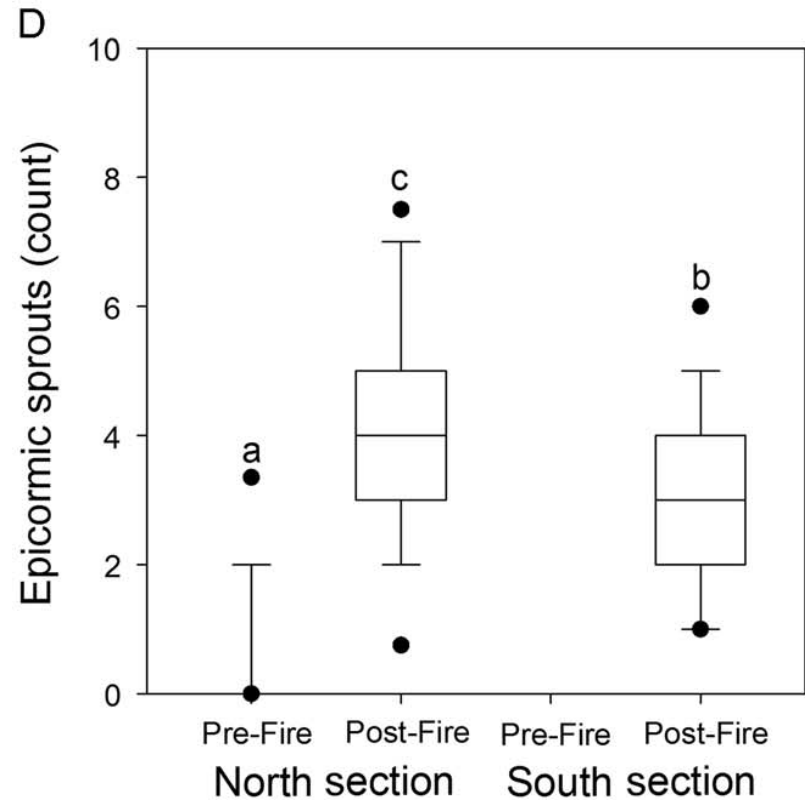 D
Epicormic sprouts (count)
10
8
6
4
2
0
a
c
b
Pre-Fire Post-Fire Pre-Fire Post-Fire
North section South section